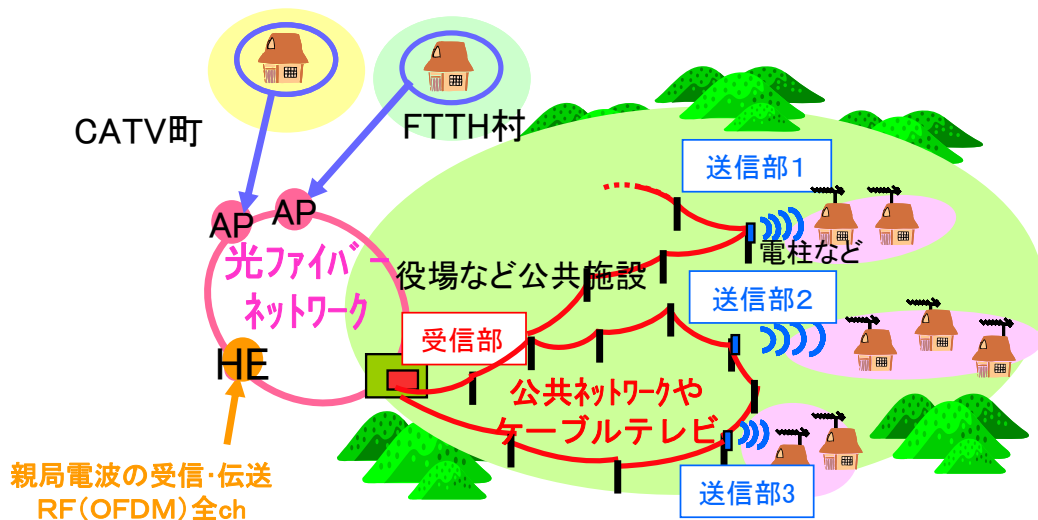 CATV町
FTTH村
AP
AP
光ファイバー
ネットワーク
HE
親局電波の受信・伝送
RF(OFDM)全ch
役場など公共施設
受信部
公共ネットワークや
ケーブルテレビ
送信部1
電柱など
送信部2
送信部3